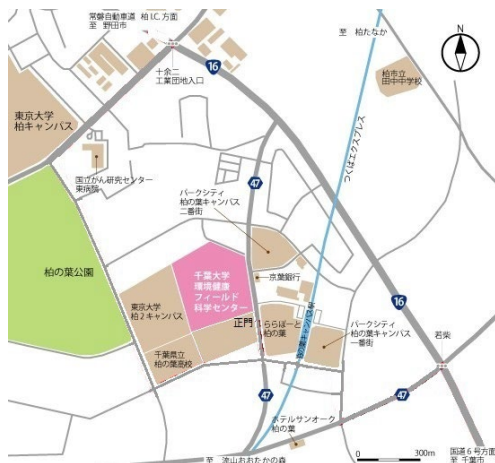 常磐自動車道 柏I.C.方面
至 野田市
至 柏たなか
N
十余二
工業団地入口
16
柏市立
田中中学校
東京大学
柏キャンパス
つくばエクスプレス
国立がん研究センター
東病院
47
47
パークシティ
柏の葉キャンパス
二番街
柏の葉公園
千葉大学
環境健康
フィールド
科学センター
京葉銀行
東京大学
柏2キャンパス
16
正門
ららぽーと
柏の葉
柏の葉キャンパス駅
パークシティ
柏の葉キャンパス
一番街
若柴
千葉県立
柏の葉高校
47
47
ホテルサンオーク
柏の葉
0 300m
至 流山おおたかの森
国道6号方面
至 千葉市